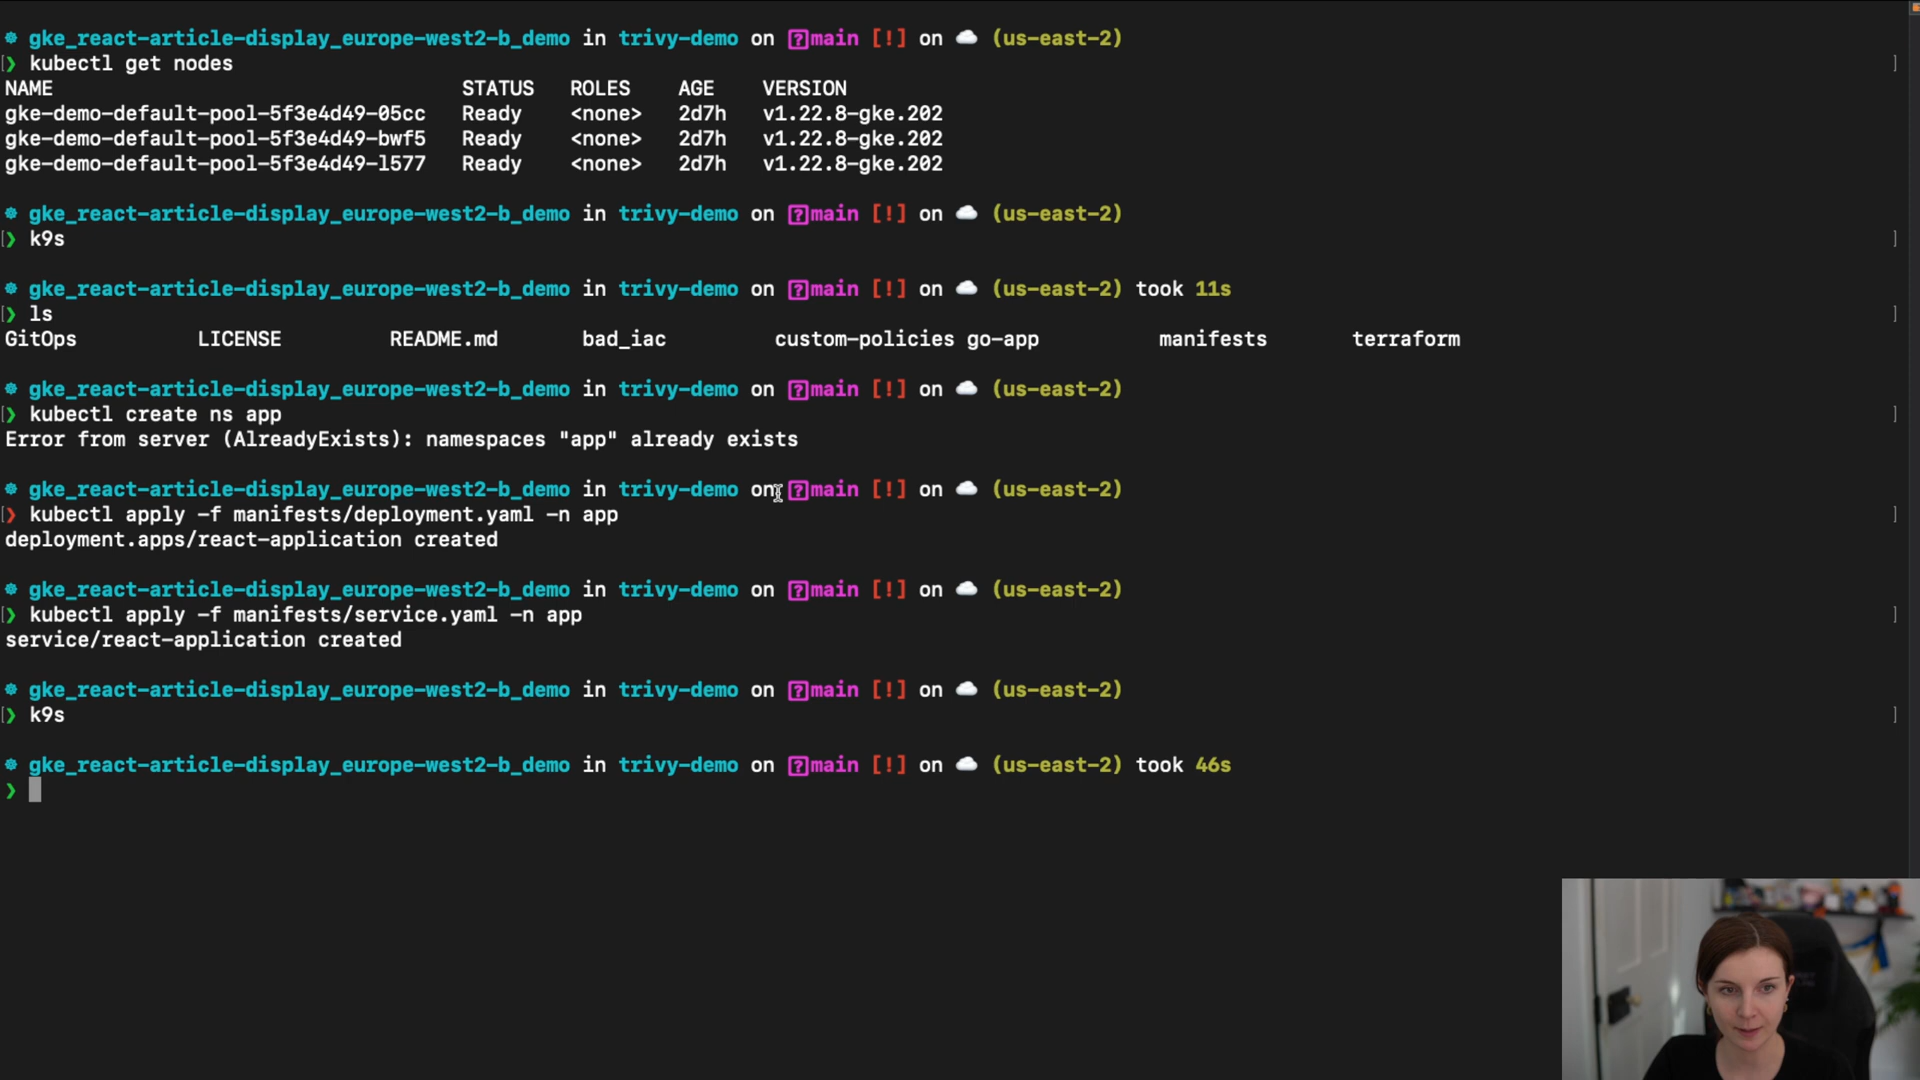 gke_react-article-display_europe-west2-b_demo in trivy-demo on main [!] on (us-east-2)
❯ kubectl get nodes
NAME STATUS ROLES AGE VERSION
gke-demo-default-pool-5f3e4d49-05cc Ready <none> 2d7h v1.22.8-gke.202
gke-demo-default-pool-5f3e4d49-bwf5 Ready <none> 2d7h v1.22.8-gke.202
gke-demo-default-pool-5f3e4d49-l577 Ready <none> 2d7h v1.22.8-gke.202
gke_react-article-display_europe-west2-b_demo in trivy-demo on main [!] on (us-east-2)
❯ k9s
gke_react-article-display_europe-west2-b_demo in trivy-demo on main [!] on (us-east-2) took 11s
❯ ls
GitOps LICENSE README.md bad_iac custom-policies go-app manifests terraform
gke_react-article-display_europe-west2-b_demo in trivy-demo on main [!] on (us-east-2)
❯ kubectl create ns app
Error from server (AlreadyExists): namespaces "app" already exists
gke_react-article-display_europe-west2-b_demo in trivy-demo on main [!] on (us-east-2)
❯ kubectl apply -f manifests/deployment.yaml -n app
deployment.apps/react-application created
gke_react-article-display_europe-west2-b_demo in trivy-demo on main [!] on (us-east-2)
❯ kubectl apply -f manifests/service.yaml -n app
service/react-application created
gke_react-article-display_europe-west2-b_demo in trivy-demo on main [!] on (us-east-2)
❯ k9s
gke_react-article-display_europe-west2-b_demo in trivy-demo on main [!] on (us-east-2) took 46s
❯